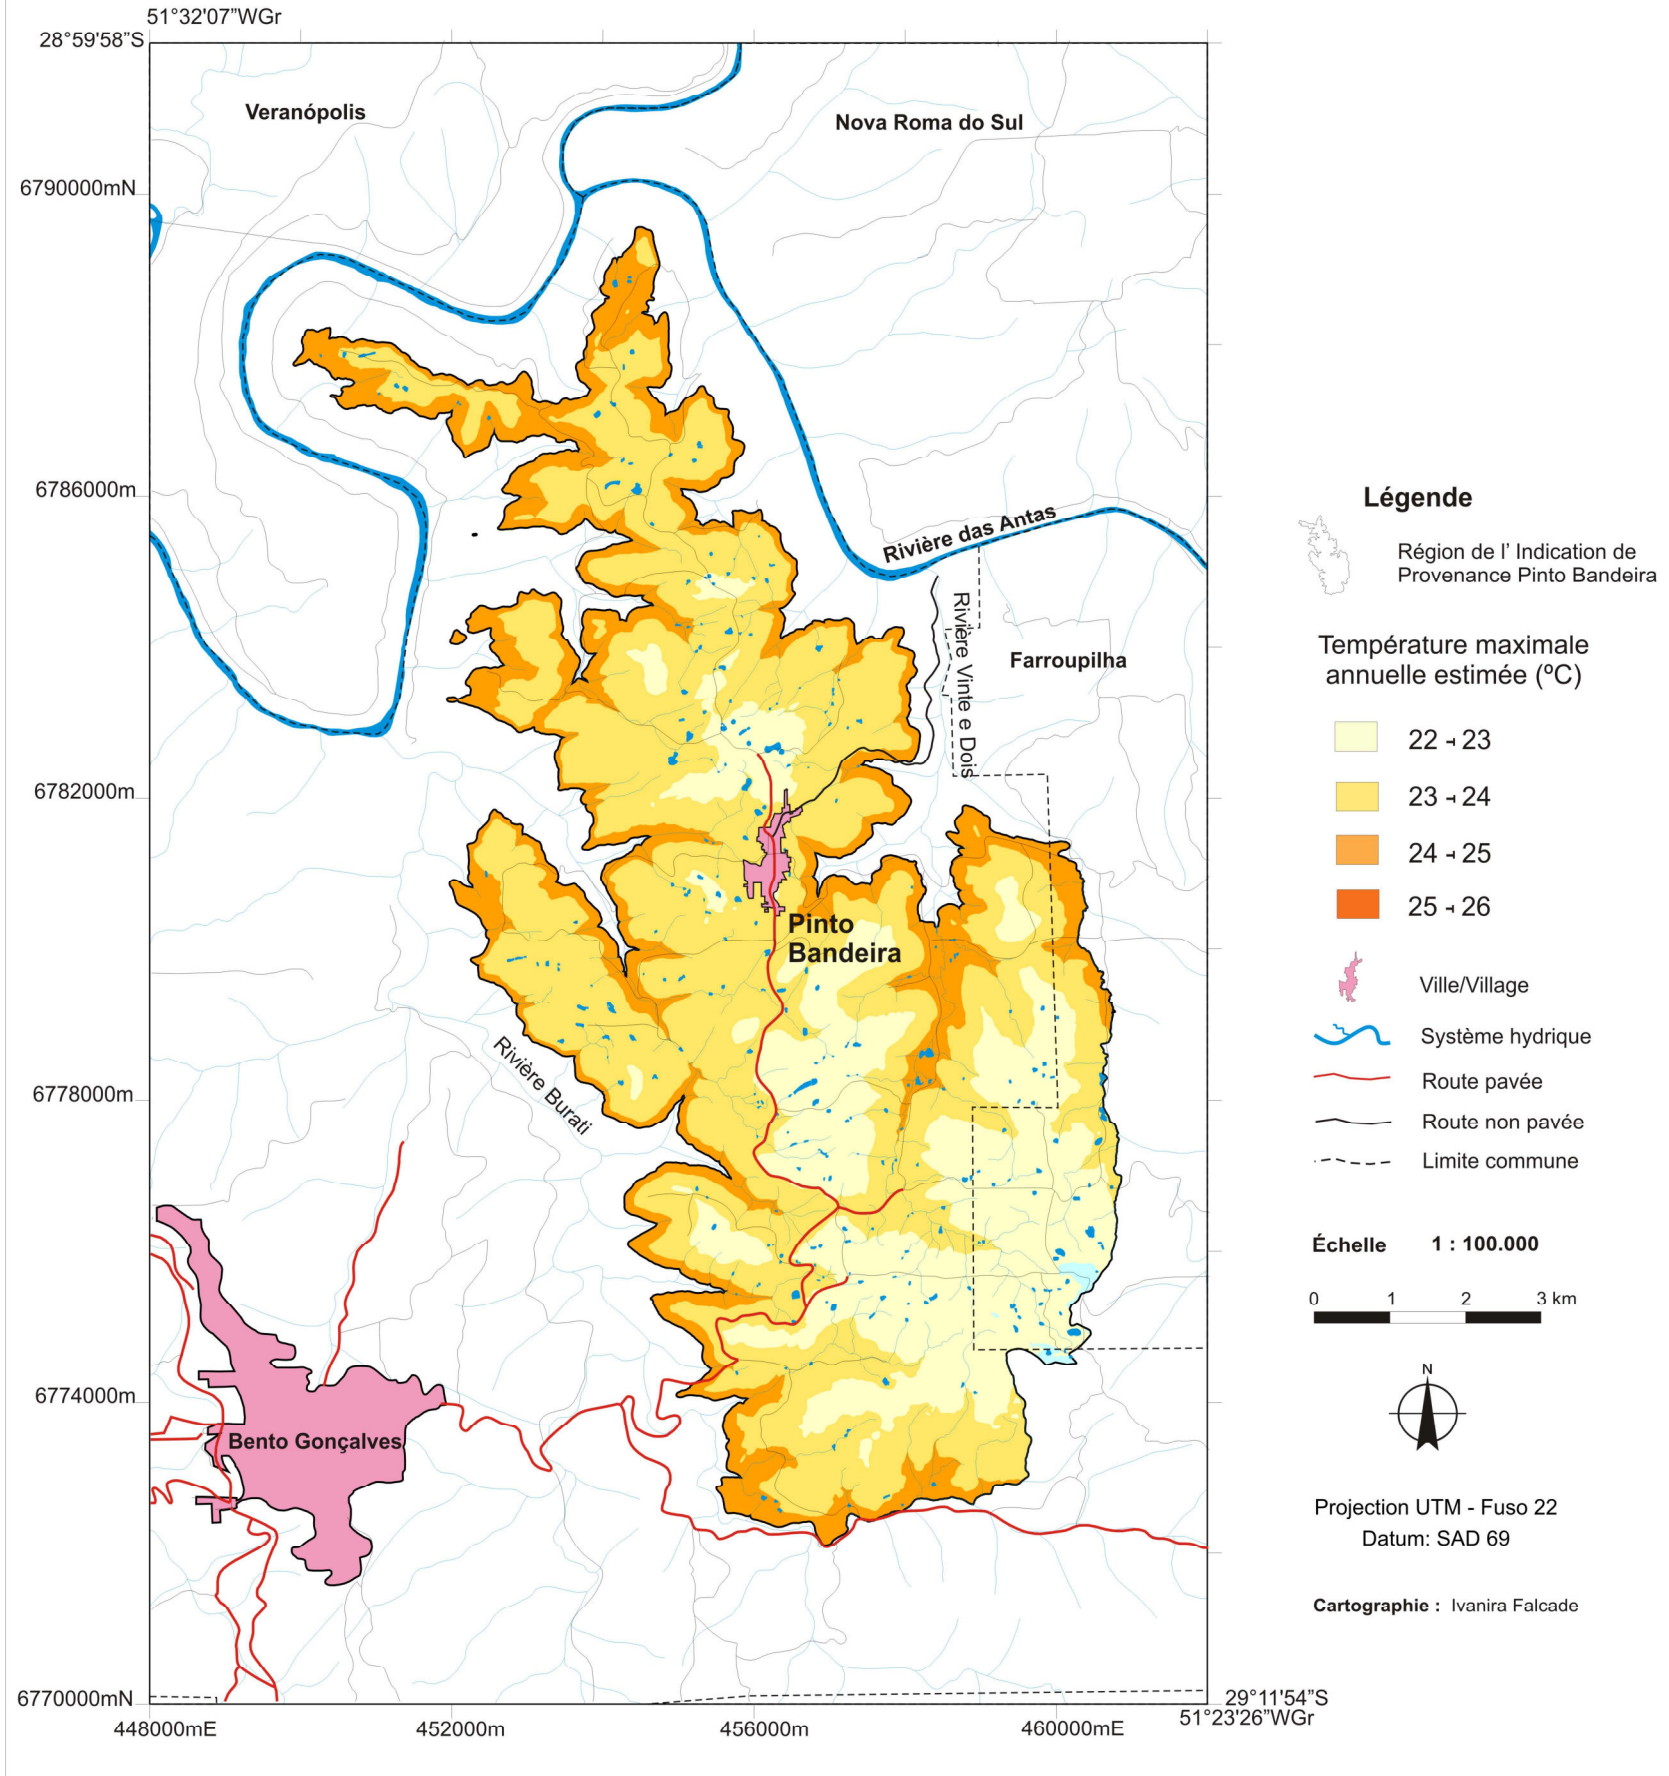 51°32'07”WGr
28°59'58”S
Veranópolis
Nova Roma do Sul
6790000mN
6786000m
Rivière das Antas
Rivière Vinte e Dois
Farroupilha
6782000m
Pinto
Bandeira
6778000m
Rivière Burati
6774000m
Bento Gonçalves
6770000mN
448000mE
452000m
456000m
460000mE
29°11'54”S
51°23'26”WGr
Légende
Région de l’ Indication de
Provenance Pinto Bandeira
Température maximale
annuelle estimée (ºC)
22 ⊣ 23
23 ⊣ 24
24 ⊣ 25
25 ⊣ 26
Ville/Village
Système hydrique
Route pavée
Route non pavée
Limite commune
Échelle 1 : 100.000
0 1 2 3 km
N
Projection UTM - Fuso 22
Datum: SAD 69
Cartographie : Ivanira Falcade